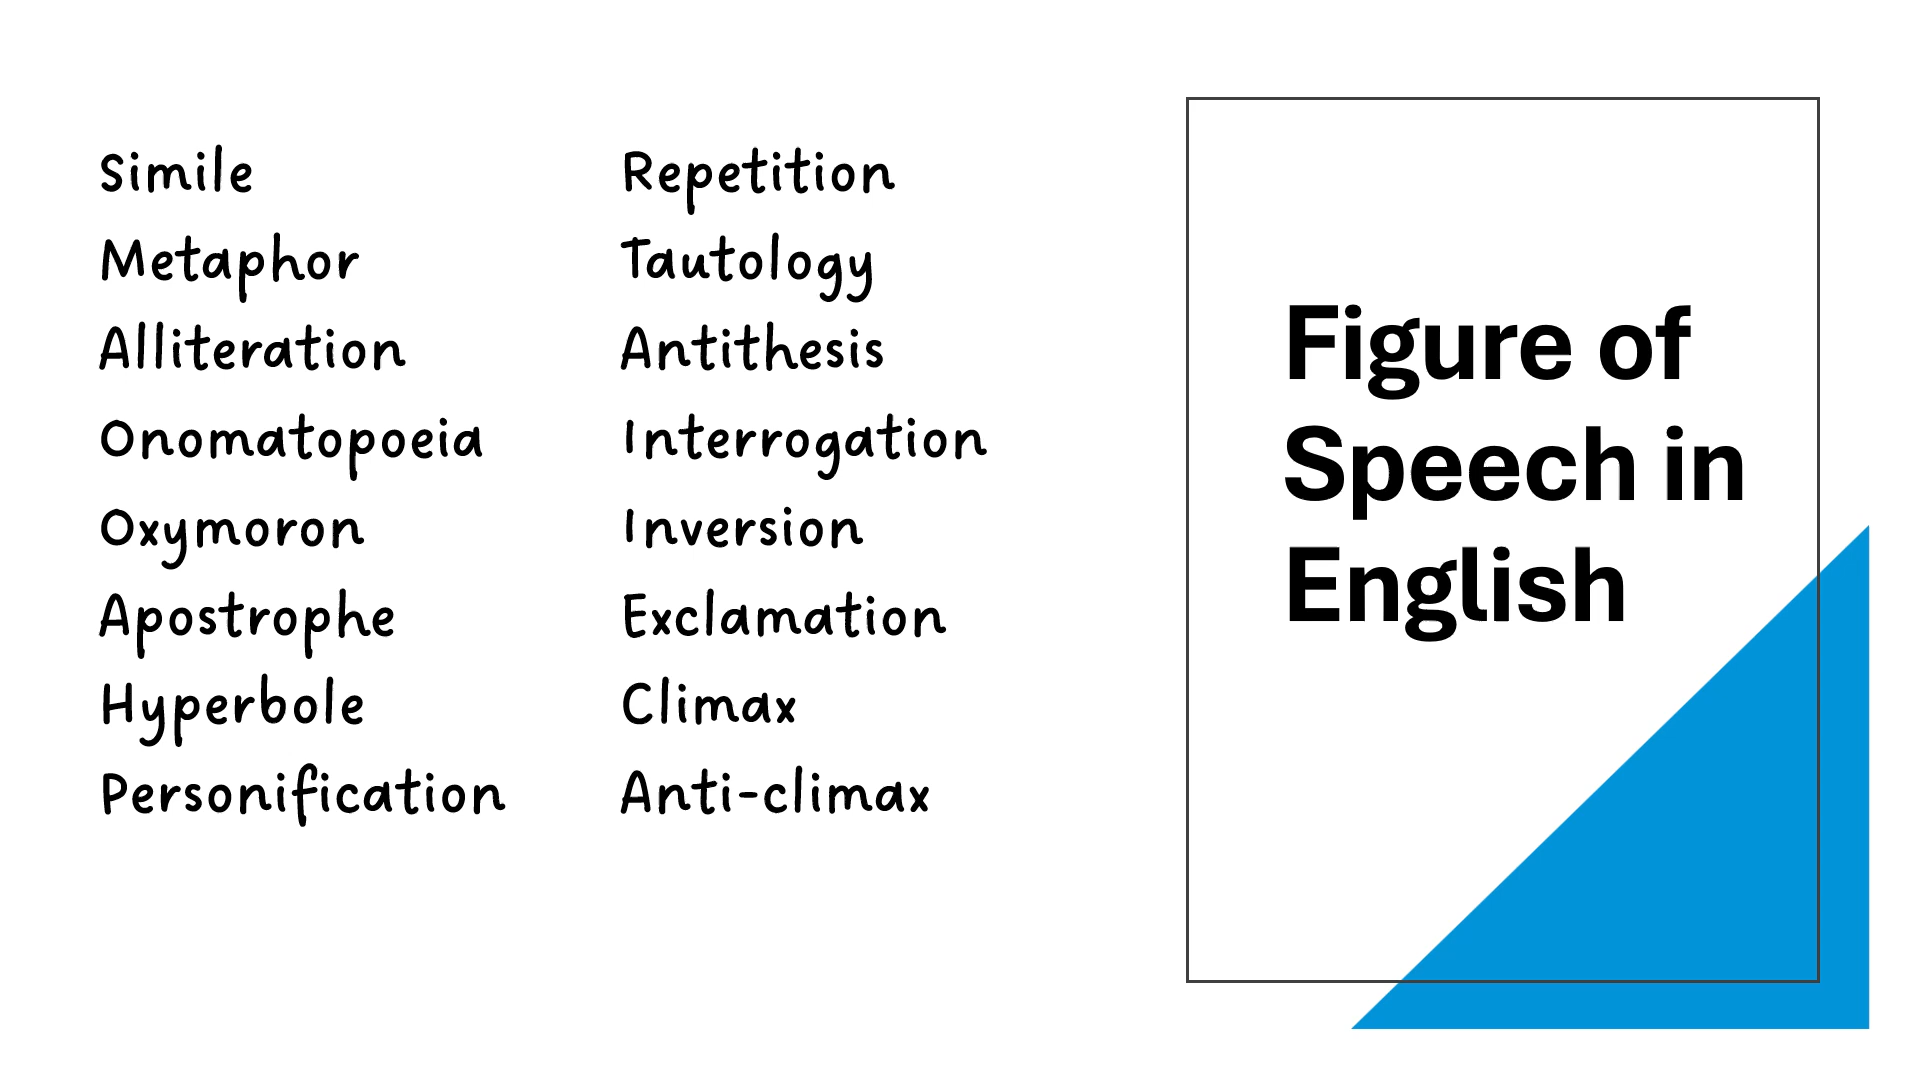 Simile
Metaphor
Alliteration
Onomatopoeia
Oxymoron
Apostrophe
Hyperbole
Personification
Repetition
Tautology
Antithesis
Interrogation
Inversion
Exclamation
Climax
Anti-climax
Figure of
Speech in
English